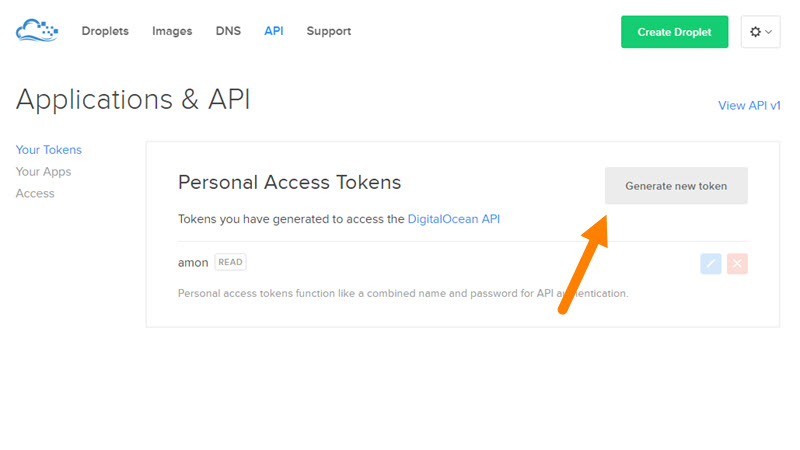 Droplets Images DNS API Support Create Droplet
Applications & API
View API v1
Your Tokens
Your Apps
Access
Personal Access Tokens
Generate new token
Tokens you have generated to access the DigitalOcean API
amon READ
Personal access tokens function like a combined name and password for API authentication.